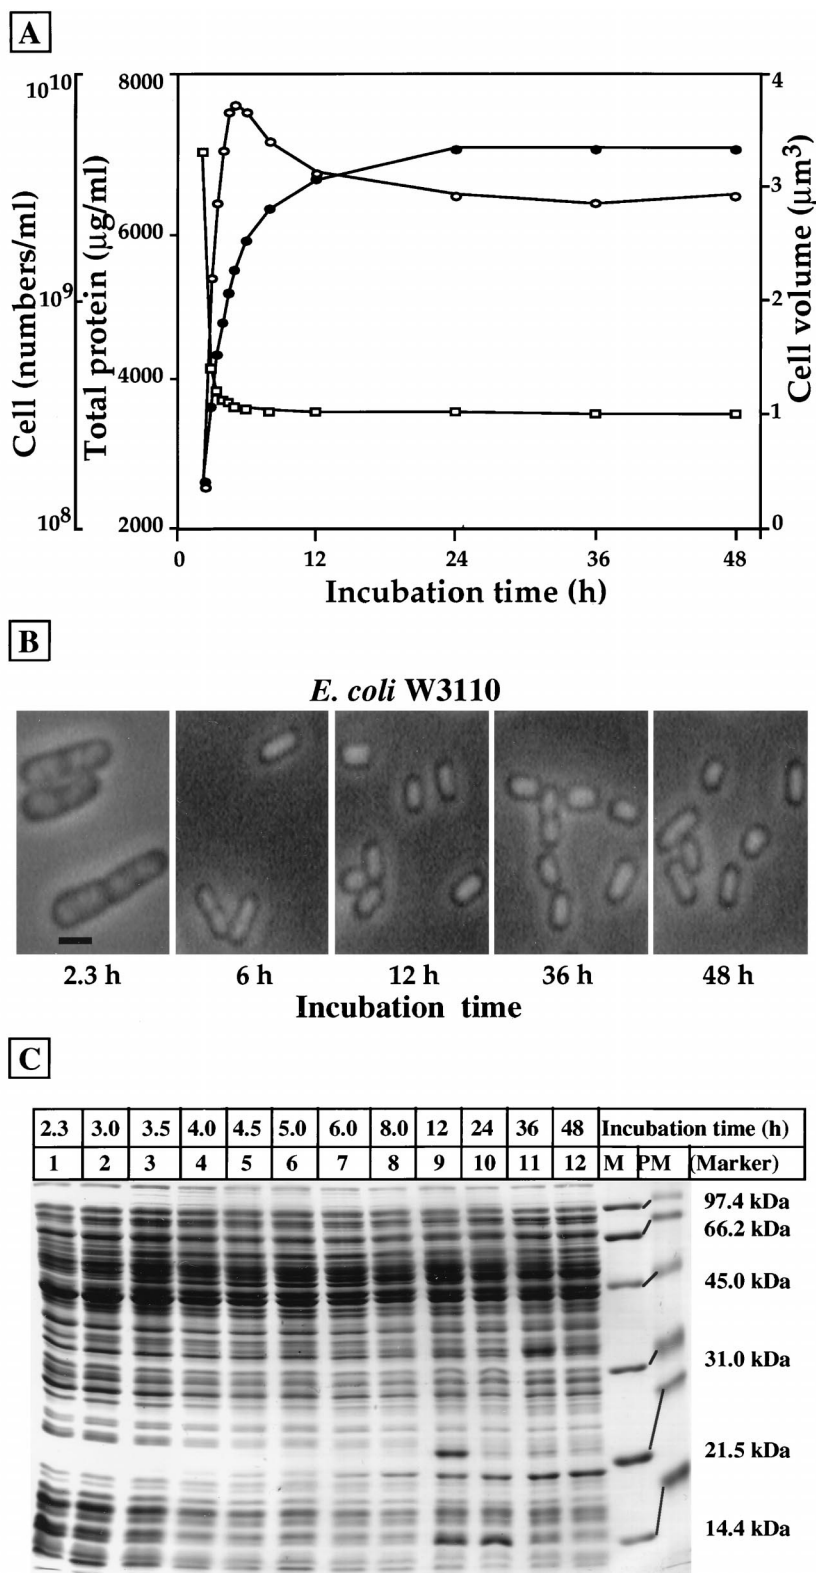 A
10¹⁰
10⁹
10⁸
Cell (numbers/ml)
8000
6000
4000
2000
Total protein (μg/ml)
4
3
2
1
0
Cell volume (μm³)
0 12 24 36 48
Incubation time (h)
B
E. coli W3110
2.3 h 6 h 12 h 36 h 48 h
Incubation time
C
2.3 3.0 3.5 4.0 4.5 5.0 6.0 8.0 12 24 36 48 Incubation time (h)
1 2 3 4 5 6 7 8 9 10 11 12 M PM (Marker)
97.4 kDa
66.2 kDa
45.0 kDa
31.0 kDa
21.5 kDa
14.4 kDa